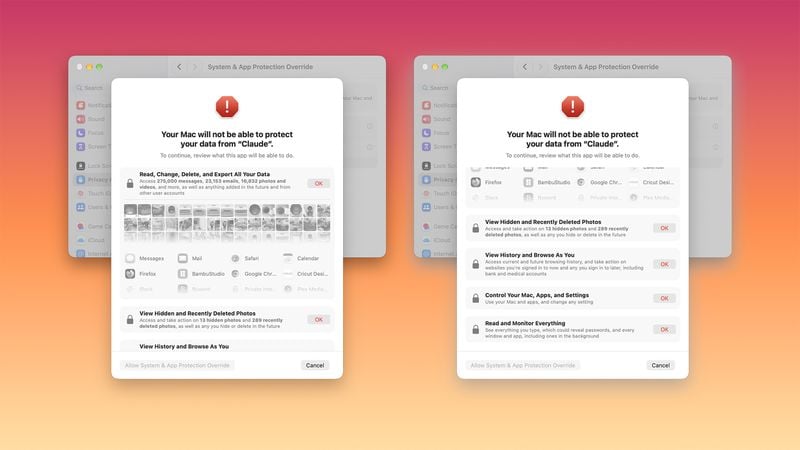 System & App Protection Override
Search
Sound
Focus
Game Center
iCloud
Your Mac will not be able to protect
your data from “Claude”.
To continue, review what this app will be able to do.
Read, Change, Delete, and Export All Your Data
Access 275,000 messages, 23,153 emails, 16,832 photos and
videos, and more, as well as anything added in the future and from
other user accounts
OK
Messages
Mail
Safari
Calendar
Firefox
BambuStudio
Google Chr...
Cricut Desi...
Slack
View Hidden and Recently Deleted Photos
Access and take action on 13 hidden photos and 289 recently
deleted photos, as well as any you hide or delete in the future
OK
View History and Browse As You
Allow System & App Protection Override
Cancel
System & App Protection Override
Search
Sound
Focus
iCloud
Your Mac and
Your Mac will not be able to protect
your data from “Claude”.
To continue, review what this app will be able to do.
Messages
Mail
Safari
Calendar
Firefox
BambuStudio
Google Chr...
Cricut Desi...
View Hidden and Recently Deleted Photos
Access and take action on 13 hidden photos and 289 recently
deleted photos, as well as any you hide or delete in the future
OK
View History and Browse As You
Access current and future browsing history, and take action on
websites you're signed in to now and any you sign in to later, including
bank and medical accounts
OK
Control Your Mac, Apps, and Settings
Use your Mac and apps, and change any setting
OK
Read and Monitor Everything
See everything you type, which could reveal passwords, and every
window and app, including ones in the background
OK
Allow System & App Protection Override
Cancel